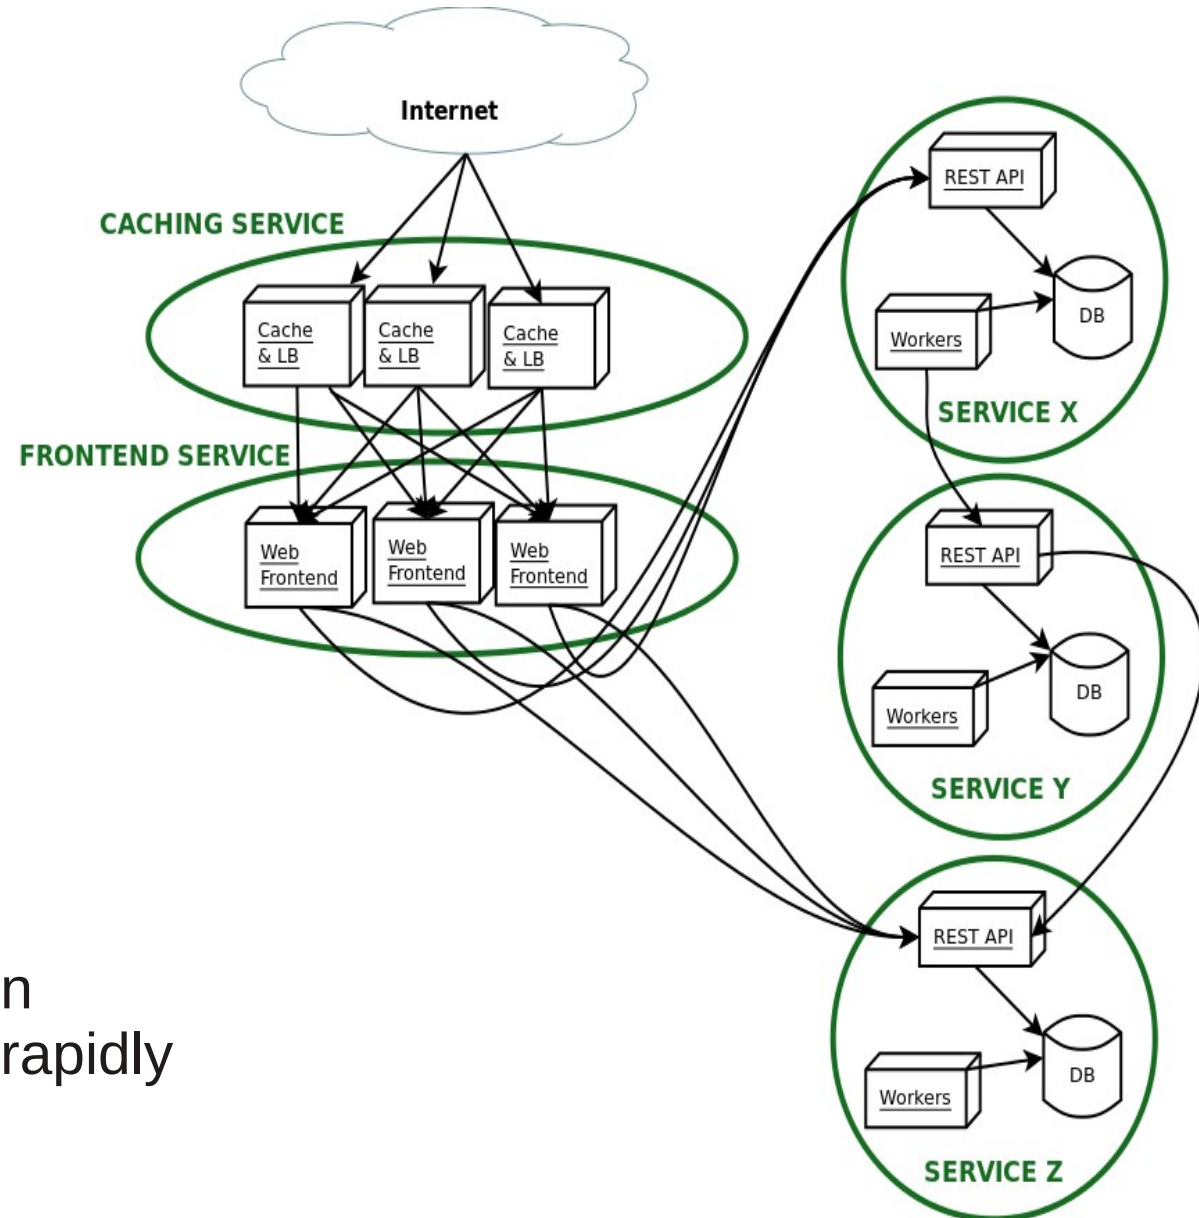 Internet
CACHING SERVICE
Cache
& LB
Cache
& LB
Cache
& LB
FRONTEND SERVICE
Web
Frontend
Web
Frontend
Web
Frontend
REST API
DB
Workers
SERVICE X
REST API
DB
Workers
SERVICE Y
REST API
DB
Workers
SERVICE Z
n
rapidly